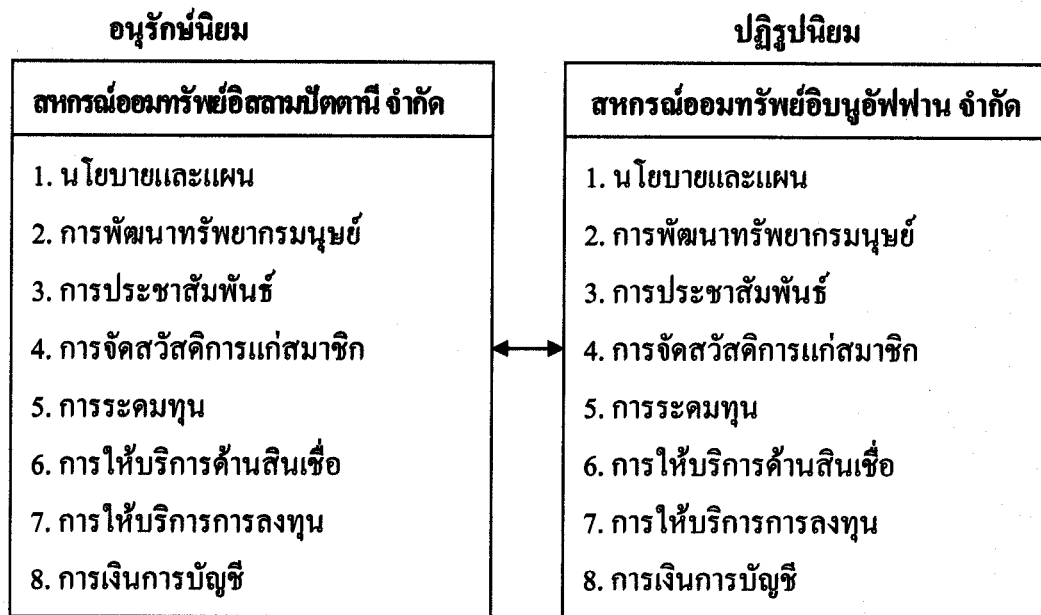 อนุรักษ์นิยม
สหกรณ์ออมทรัพย์อิสลามปัตตานี จำกัด
1. นโยบายและแผน
2. การพัฒนาทรัพยากรมนุษย์
3. การประชาสัมพันธ์
4. การจัดสวัสดิการแก่สมาชิก
5. การระดมทุน
6. การให้บริการด้านสินเชื่อ
7. การให้บริการการลงทุน
8. การเงินการบัญชี
ปฏิรูปนิยม
สหกรณ์ออมทรัพย์อิบนูอัฟฟาน จำกัด
1. นโยบายและแผน
2. การพัฒนาทรัพยากรมนุษย์
3. การประชาสัมพันธ์
4. การจัดสวัสดิการแก่สมาชิก
5. การระดมทุน
6. การให้บริการด้านสินเชื่อ
7. การให้บริการการลงทุน
8. การเงินการบัญชี